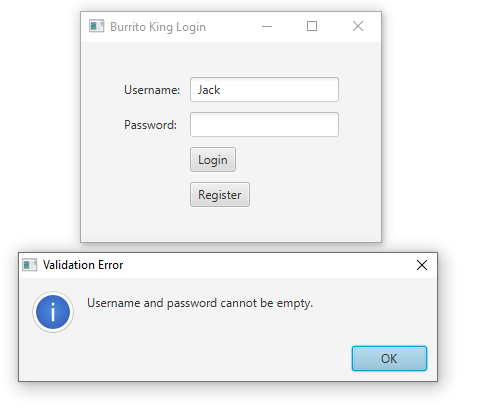 Burrito King Login
Username: Jack
Password:
Login
Register
Validation Error
i
Username and password cannot be empty.
OK